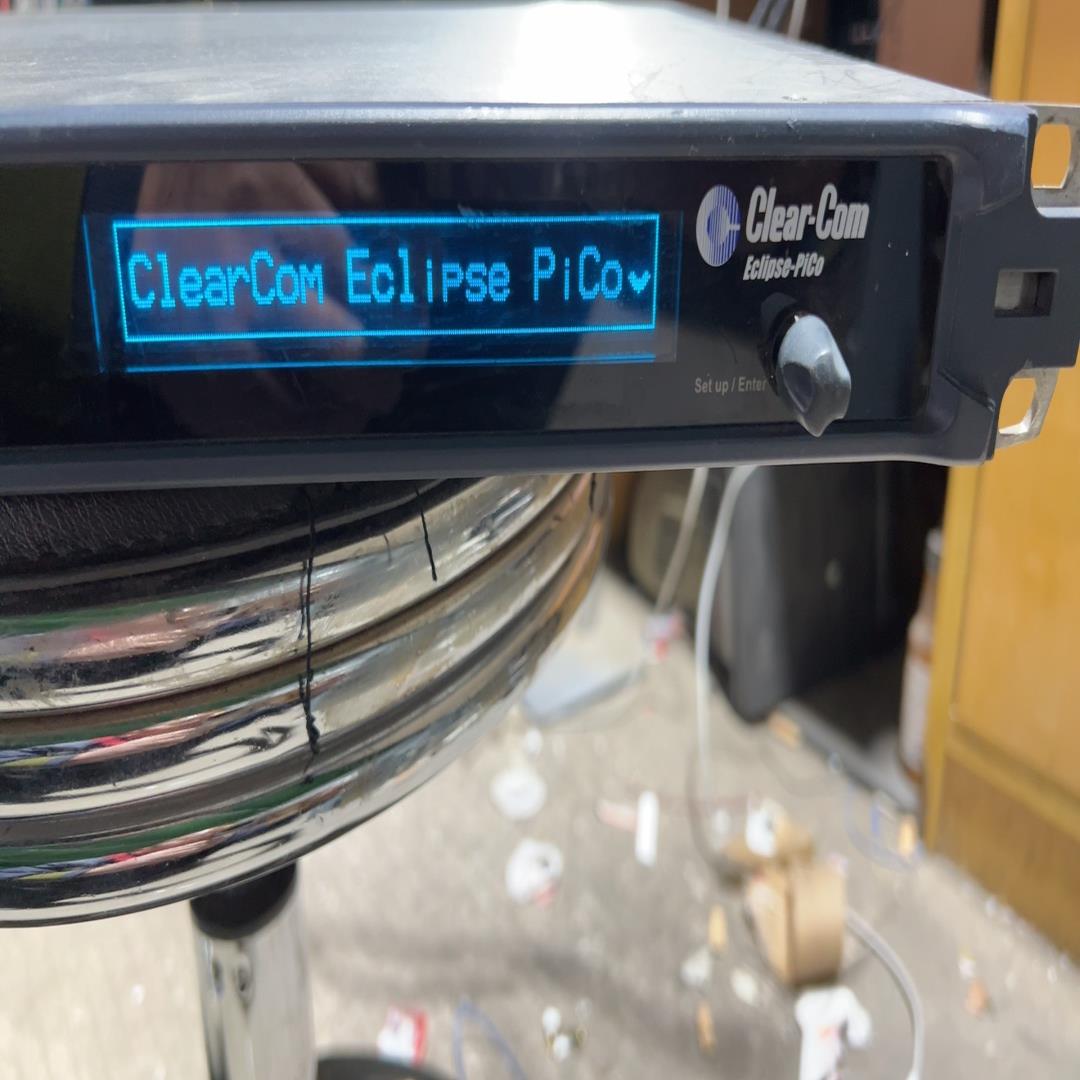 ClearCom Eclipse PiCo
Clear-Com
Eclipse-PiCo
Set up / Enter